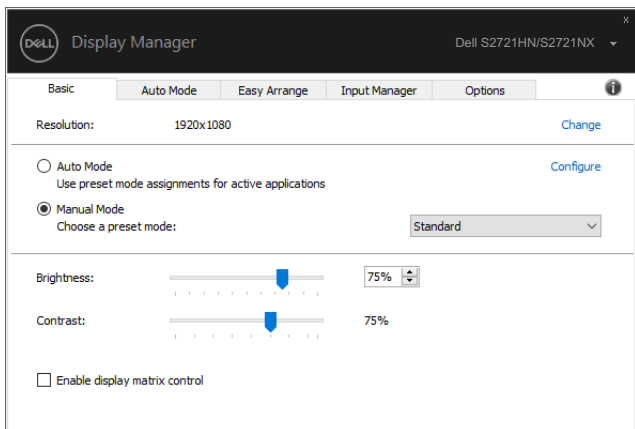 x
DELL Display Manager Dell S2721HN/S2721NX
Basic Auto Mode Easy Arrange Input Manager Options i
Resolution: 1920x1080 Change
Auto Mode Configure
Use preset mode assignments for active applications
Manual Mode
Choose a preset mode: Standard
Brightness: 75%
Contrast: 75%
Enable display matrix control